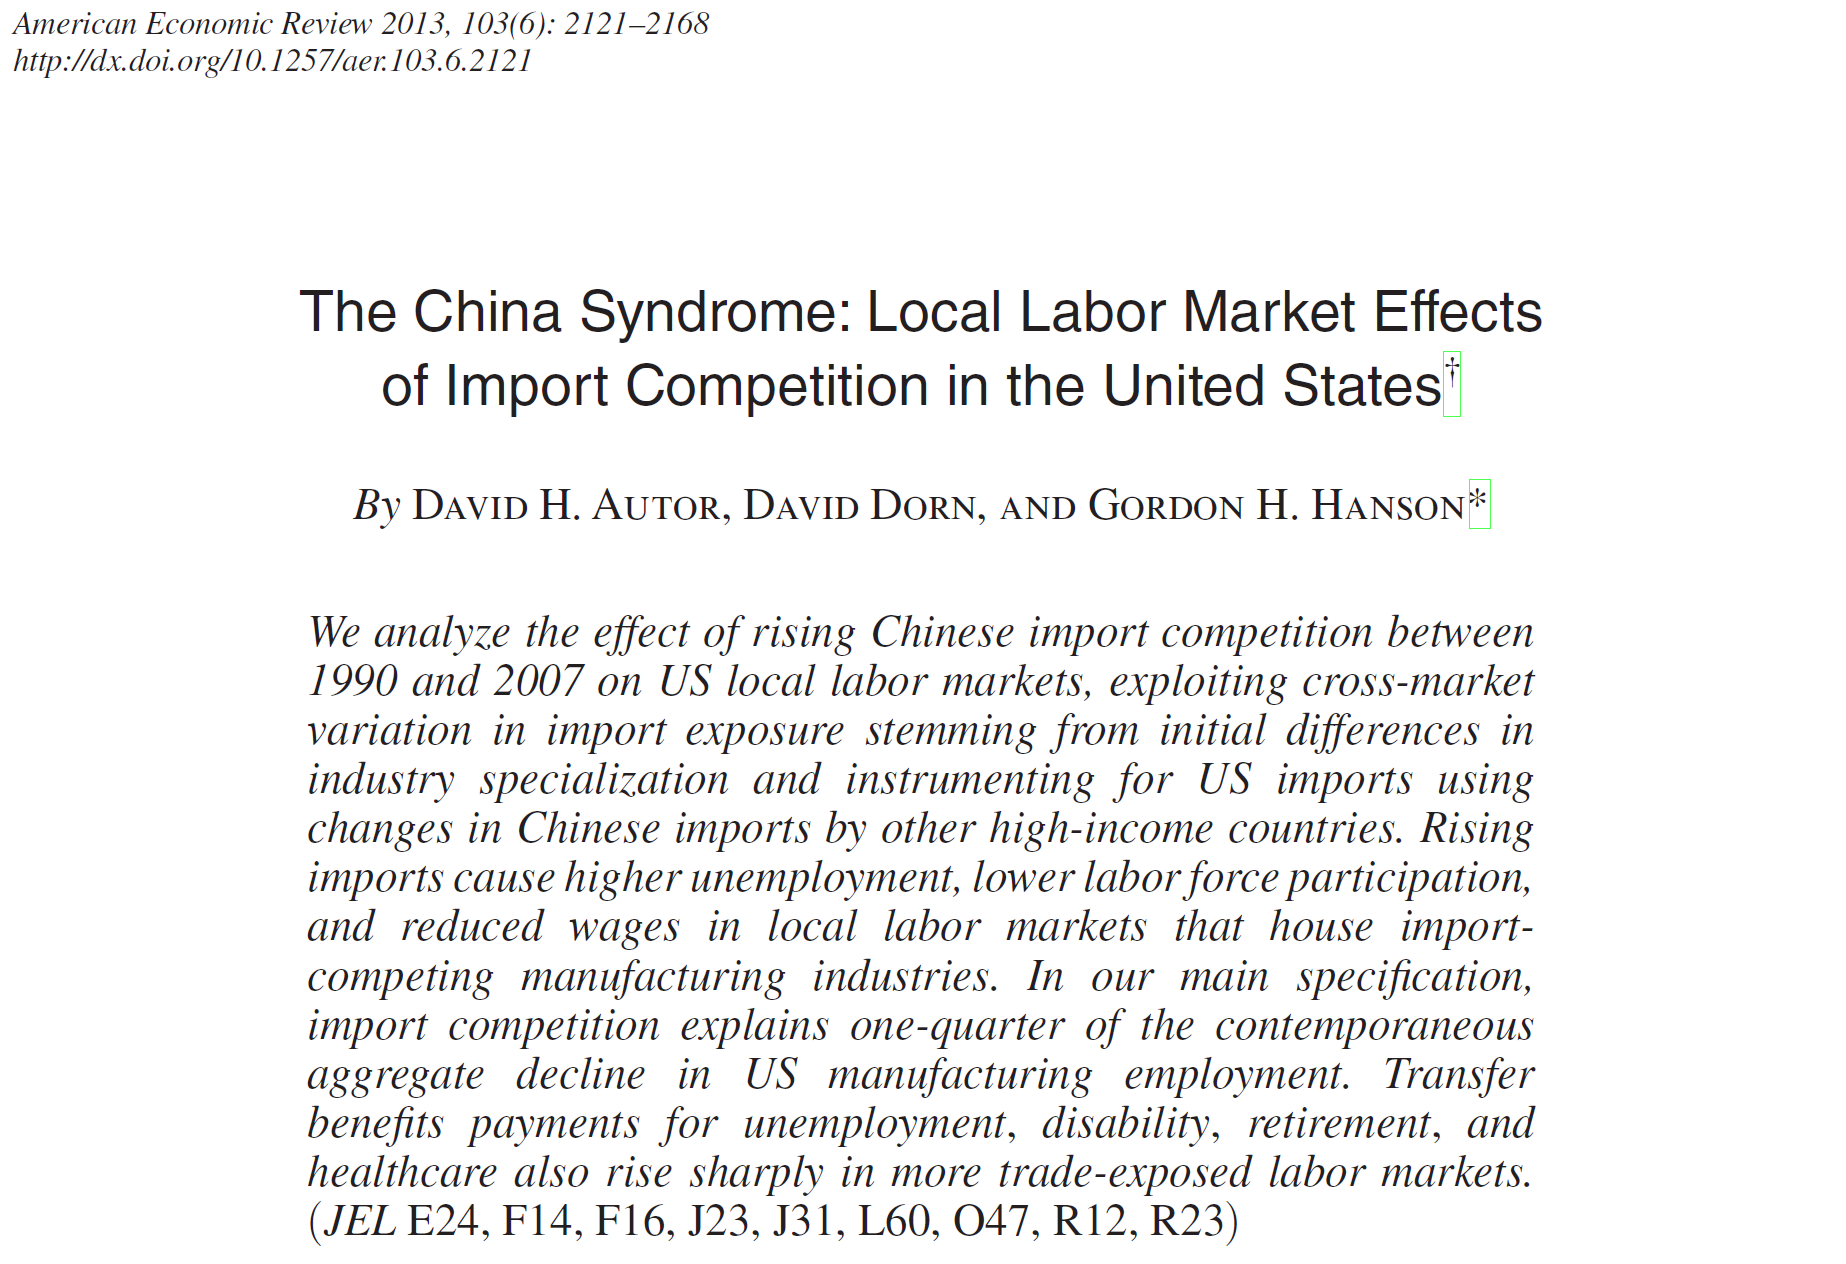 American Economic Review 2013, 103(6): 2121–2168
http://dx.doi.org/10.1257/aer.103.6.2121
The China Syndrome: Local Labor Market Effects
of Import Competition in the United States†
By David H. Autor, David Dorn, and Gordon H. Hanson*
We analyze the effect of rising Chinese import competition between
1990 and 2007 on US local labor markets, exploiting cross-market
variation in import exposure stemming from initial differences in
industry specialization and instrumenting for US imports using
changes in Chinese imports by other high-income countries. Rising
imports cause higher unemployment, lower labor force participation,
and reduced wages in local labor markets that house import-
competing manufacturing industries. In our main specification,
import competition explains one-quarter of the contemporaneous
aggregate decline in US manufacturing employment. Transfer
benefits payments for unemployment, disability, retirement, and
healthcare also rise sharply in more trade-exposed labor markets.
(JEL E24, F14, F16, J23, J31, L60, O47, R12, R23)